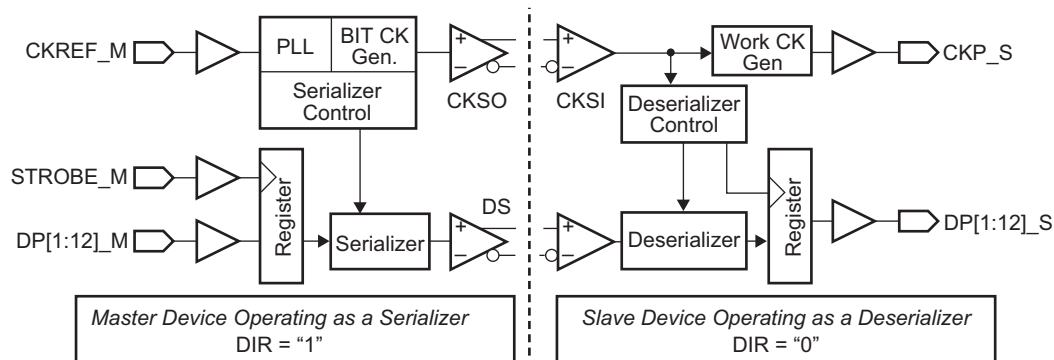 CKREF_M
PLL
BIT CK
Gen.
Serializer
Control
+
−
CKSO
+
−
CKSI
Work CK
Gen
CKP_S
Deserializer
Control
STROBE_M
DP[1:12]_M
Register
Serializer
DS
+
−
+
−
Deserializer
Register
DP[1:12]_S
Master Device Operating as a Serializer
DIR = “1”
Slave Device Operating as a Deserializer
DIR = “0”